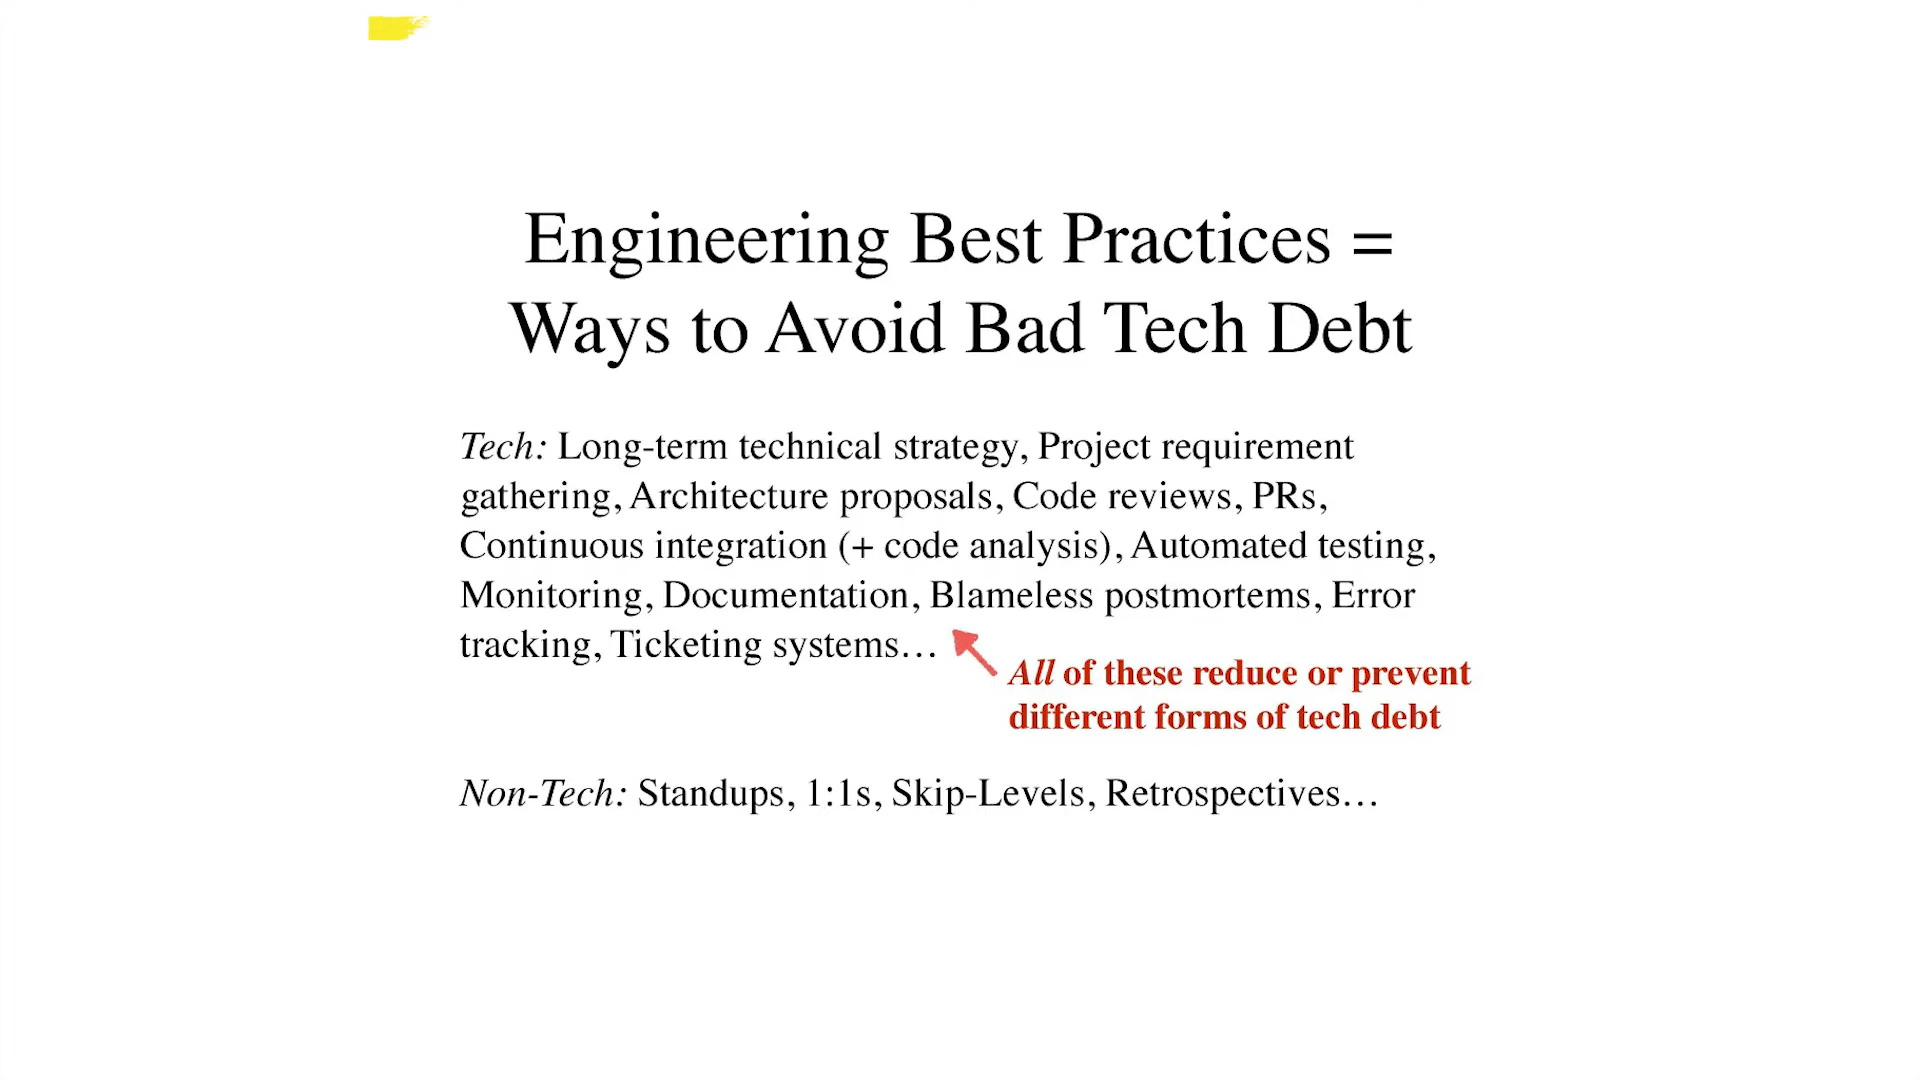 Engineering Best Practices =
Ways to Avoid Bad Tech Debt
Tech: Long-term technical strategy, Project requirement
gathering, Architecture proposals, Code reviews, PRs,
Continuous integration (+ code analysis), Automated testing,
Monitoring, Documentation, Blameless postmortems, Error
tracking, Ticketing systems…
All of these reduce or prevent
different forms of tech debt
Non-Tech: Standups, 1:1s, Skip-Levels, Retrospectives…